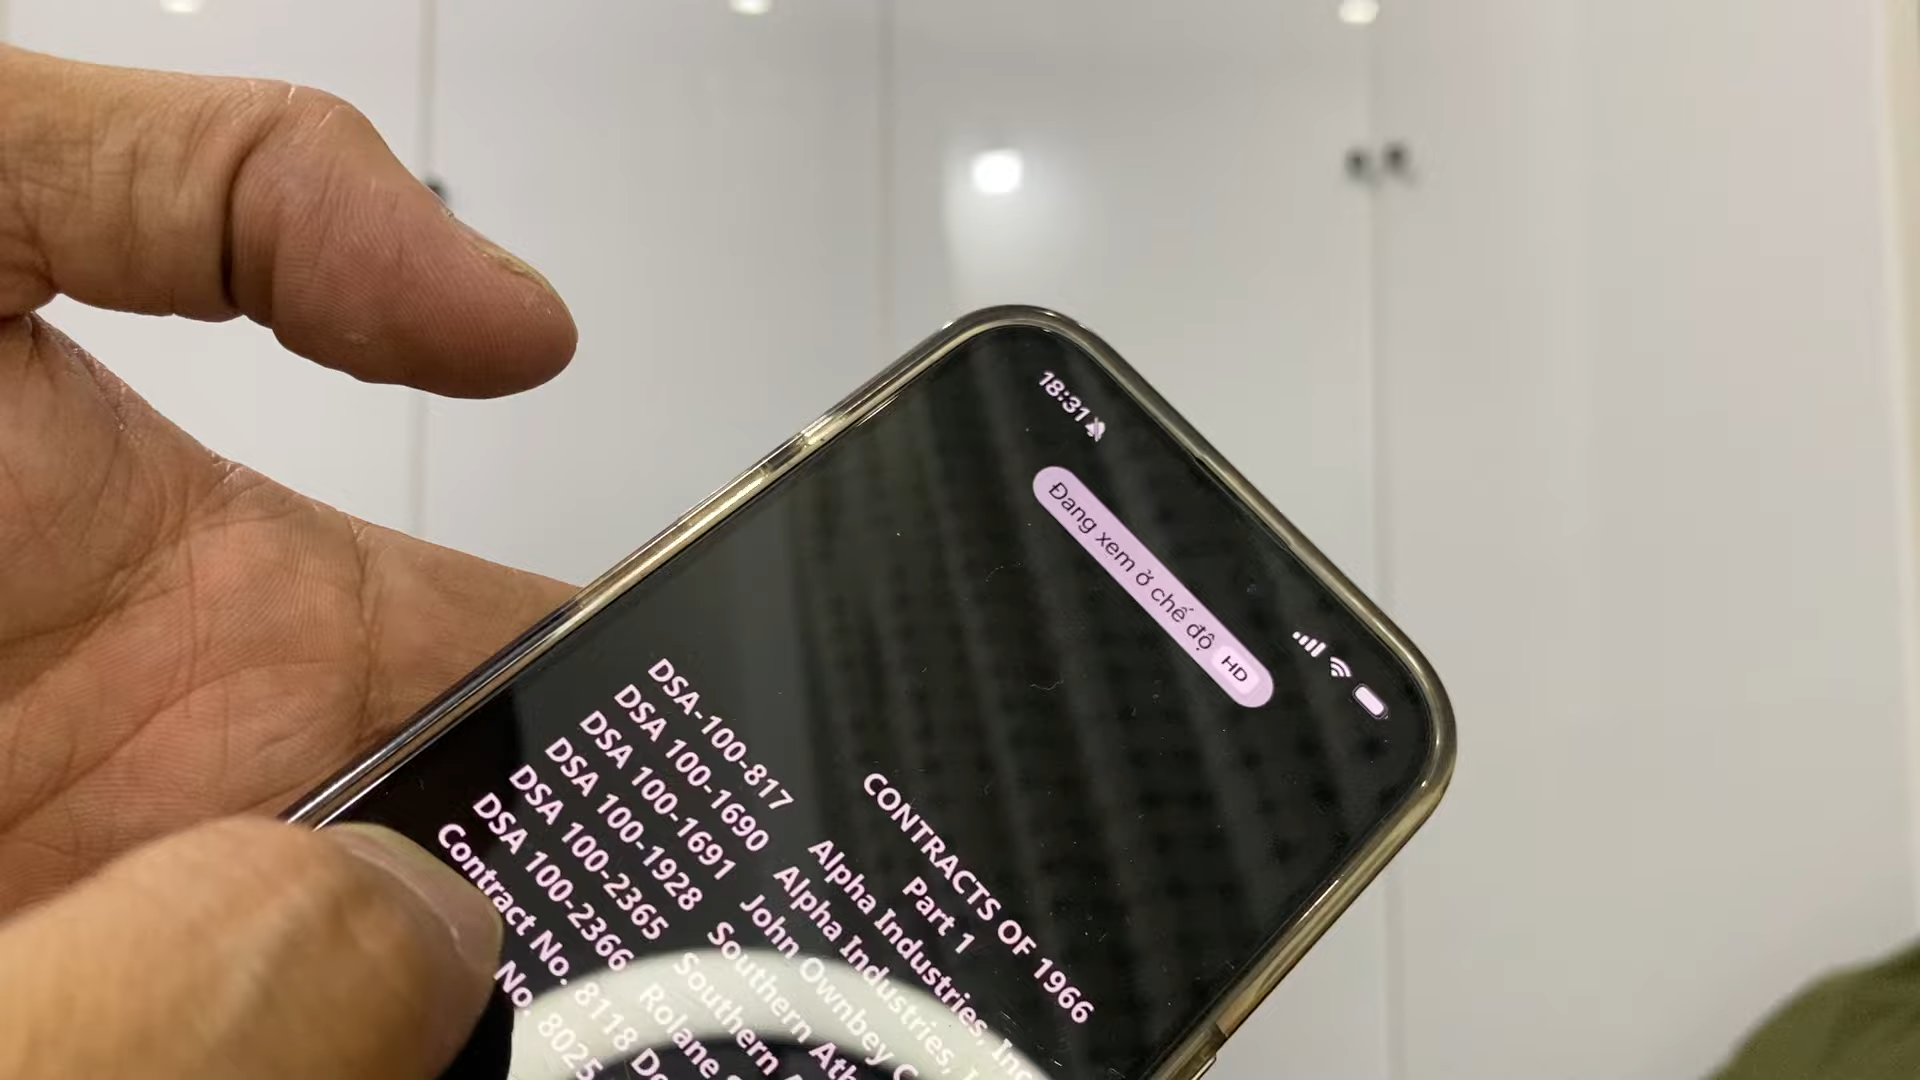 18:31
Đang xem ở chế độ HD
CONTRACTS OF 1966
Part 1
DSA-100-817 Alpha Industries, Inc
DSA 100-1690 Alpha Industries,
DSA 100-1691 John Ownbey
DSA 100-1928 Southern
DSA 100-2365 Southern
DSA 100-2366 Rolane
Contract No. 8118
No. 8025